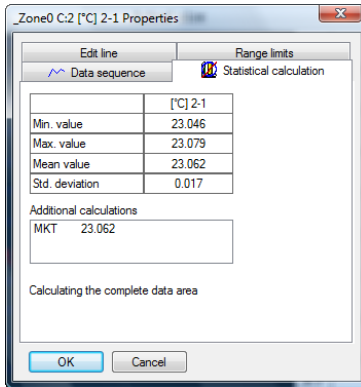 _Zone0 C:2 [°C] 2-1 Properties
Edit line Range limits
Data sequence Statistical calculation
[°C] 2-1
Min. value 23.046
Max. value 23.079
Mean value 23.062
Std. deviation 0.017
Additional calculations
MKT 23.062
Calculating the complete data area
OK Cancel